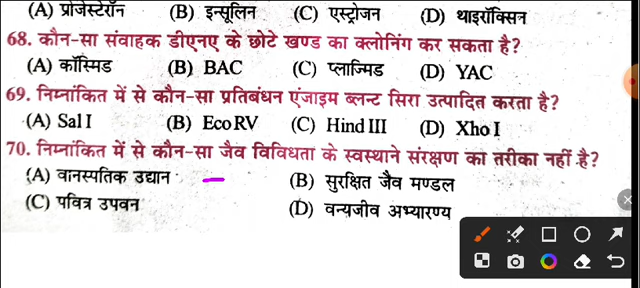 (A) प्रोजेस्टेरॉन (B) इन्सूलिन (C) एस्ट्रोजन (D) थाइरॉक्सिन
68. कौन-सा संवाहक डीएनए के छोटे खण्ड का क्लोनिंग कर सकता है?
(A) कॉस्मिड (B) BAC (C) प्लाज्मिड (D) YAC
69. निम्नांकित में से कौन-सा प्रतिबंधन एंजाइम ब्लन्ट सिरा उत्पादित करता है?
(A) Sal I (B) Eco RV (C) Hind III (D) Xho I
70. निम्नांकित में से कौन-सा जैव विविधता के स्वस्थाने संरक्षण का तरीका नहीं है?
(A) वानस्पतिक उद्यान (B) सुरक्षित जैव मण्डल
(C) पवित्र उपवन (D) वन्यजीव अभ्यारण्य